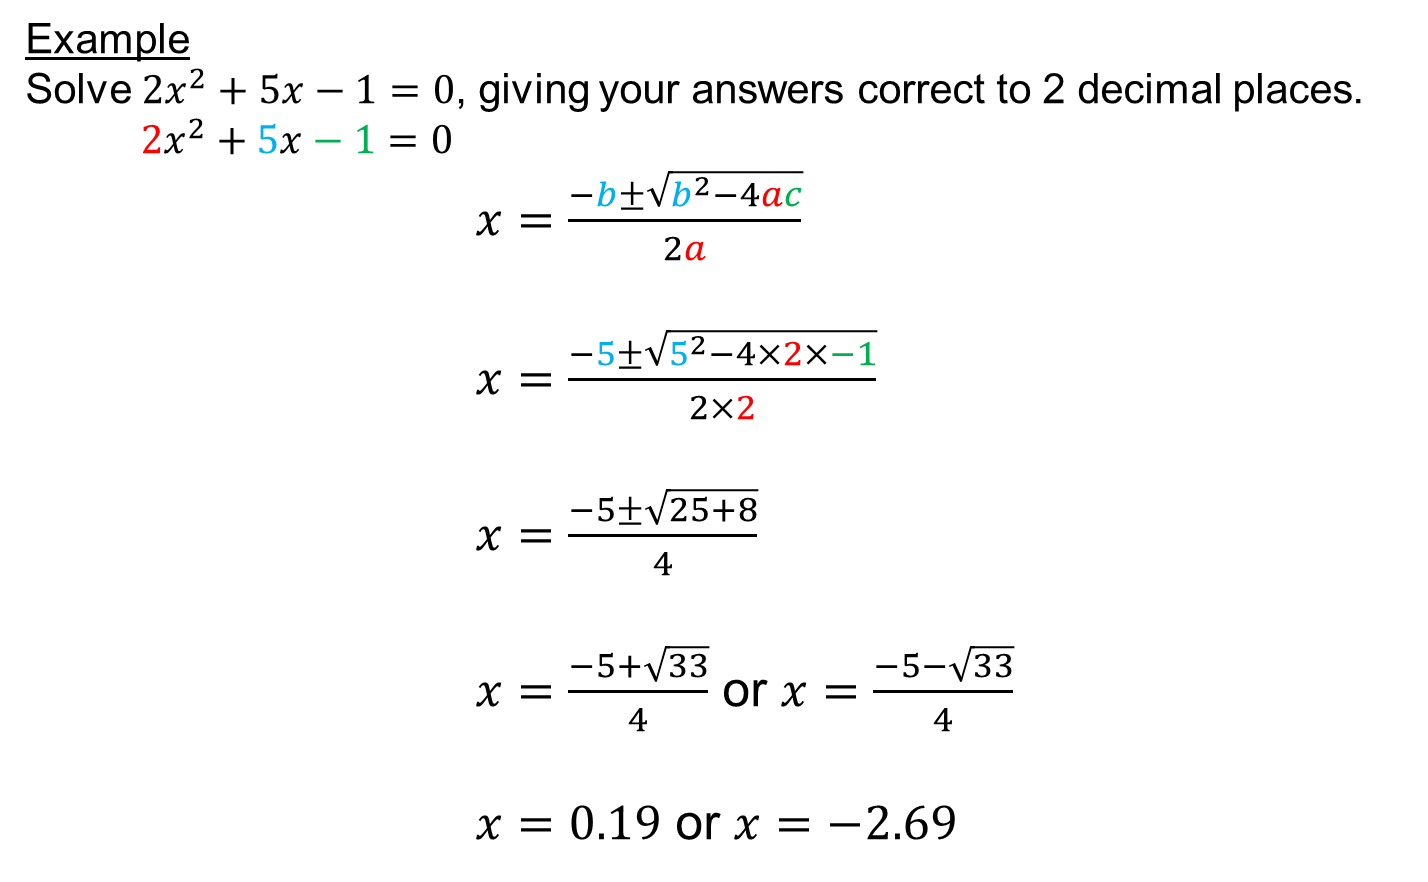 Example
Solve 2x² + 5x − 1 = 0, giving your answers correct to 2 decimal places.
2x² + 5x − 1 = 0
x = (−b±√(b²−4ac))/(2a)
x = (−5±√(5²−4×2×−1))/(2×2)
x = (−5±√(25+8))/4
x = (−5+√33)/4 or x = (−5−√33)/4
x = 0.19 or x = −2.69